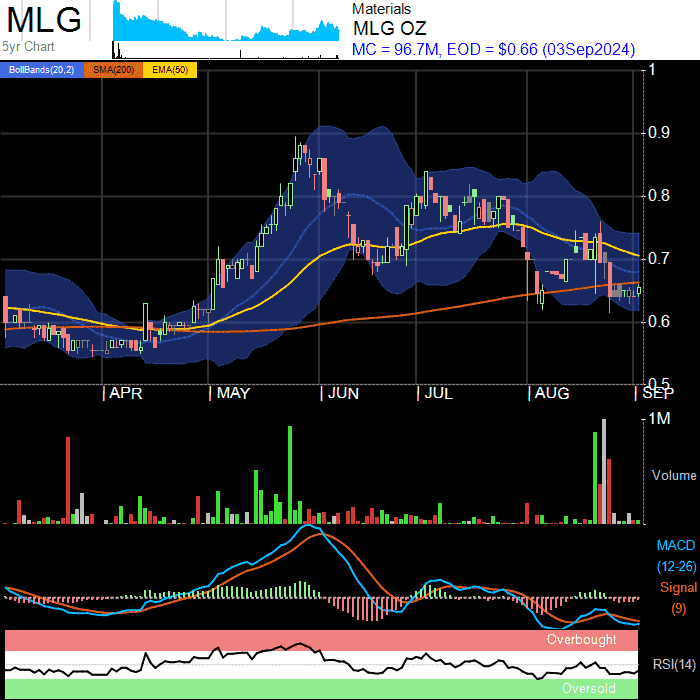 MLG
5yr Chart
Materials
MLG OZ
MC = 96.7M, EOD = $0.66 (03Sep2024)
BollBands(20,2) SMA(200) EMA(50)
1
0.9
0.8
0.7
0.6
0.5
APR MAY JUN JUL AUG SEP
1M
Volume
MACD
(12-26)
Signal
(9)
Overbought
RSI(14)
Oversold